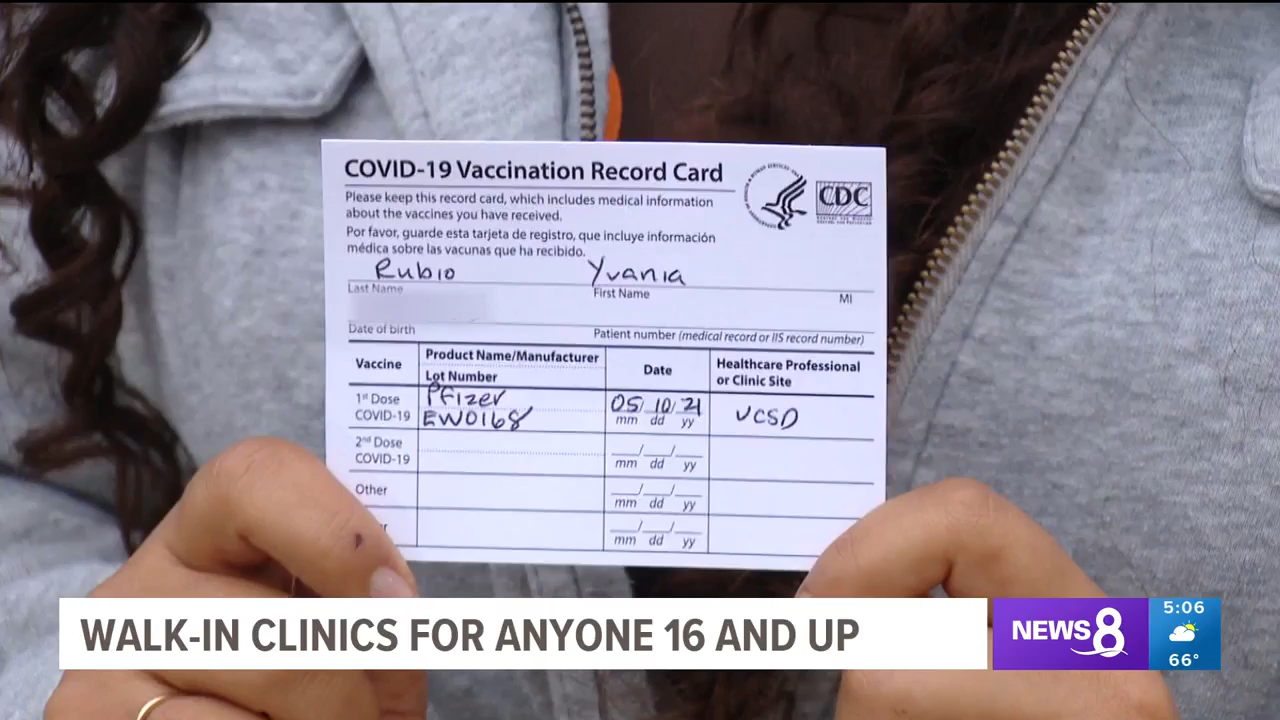 COVID-19 Vaccination Record Card
CDC
Please keep this record card, which includes medical information
about the vaccines you have received.
Por favor, guarde esta tarjeta de registro, que incluye información
médica sobre las vacunas que ha recibido.
Rubio Yvania
Last Name First Name MI
Date of birth Patient number (medical record or IIS record number)
Vaccine Product Name/Manufacturer Date Healthcare Professional
Lot Number or Clinic Site
1st Dose Pfizer 05/10/21 UCSD
COVID-19 EW0168 mm dd yy
2nd Dose
COVID-19 mm dd yy
Other
mm dd yy
mm dd yy
WALK-IN CLINICS FOR ANYONE 16 AND UP
NEWS 8
5:06
66°